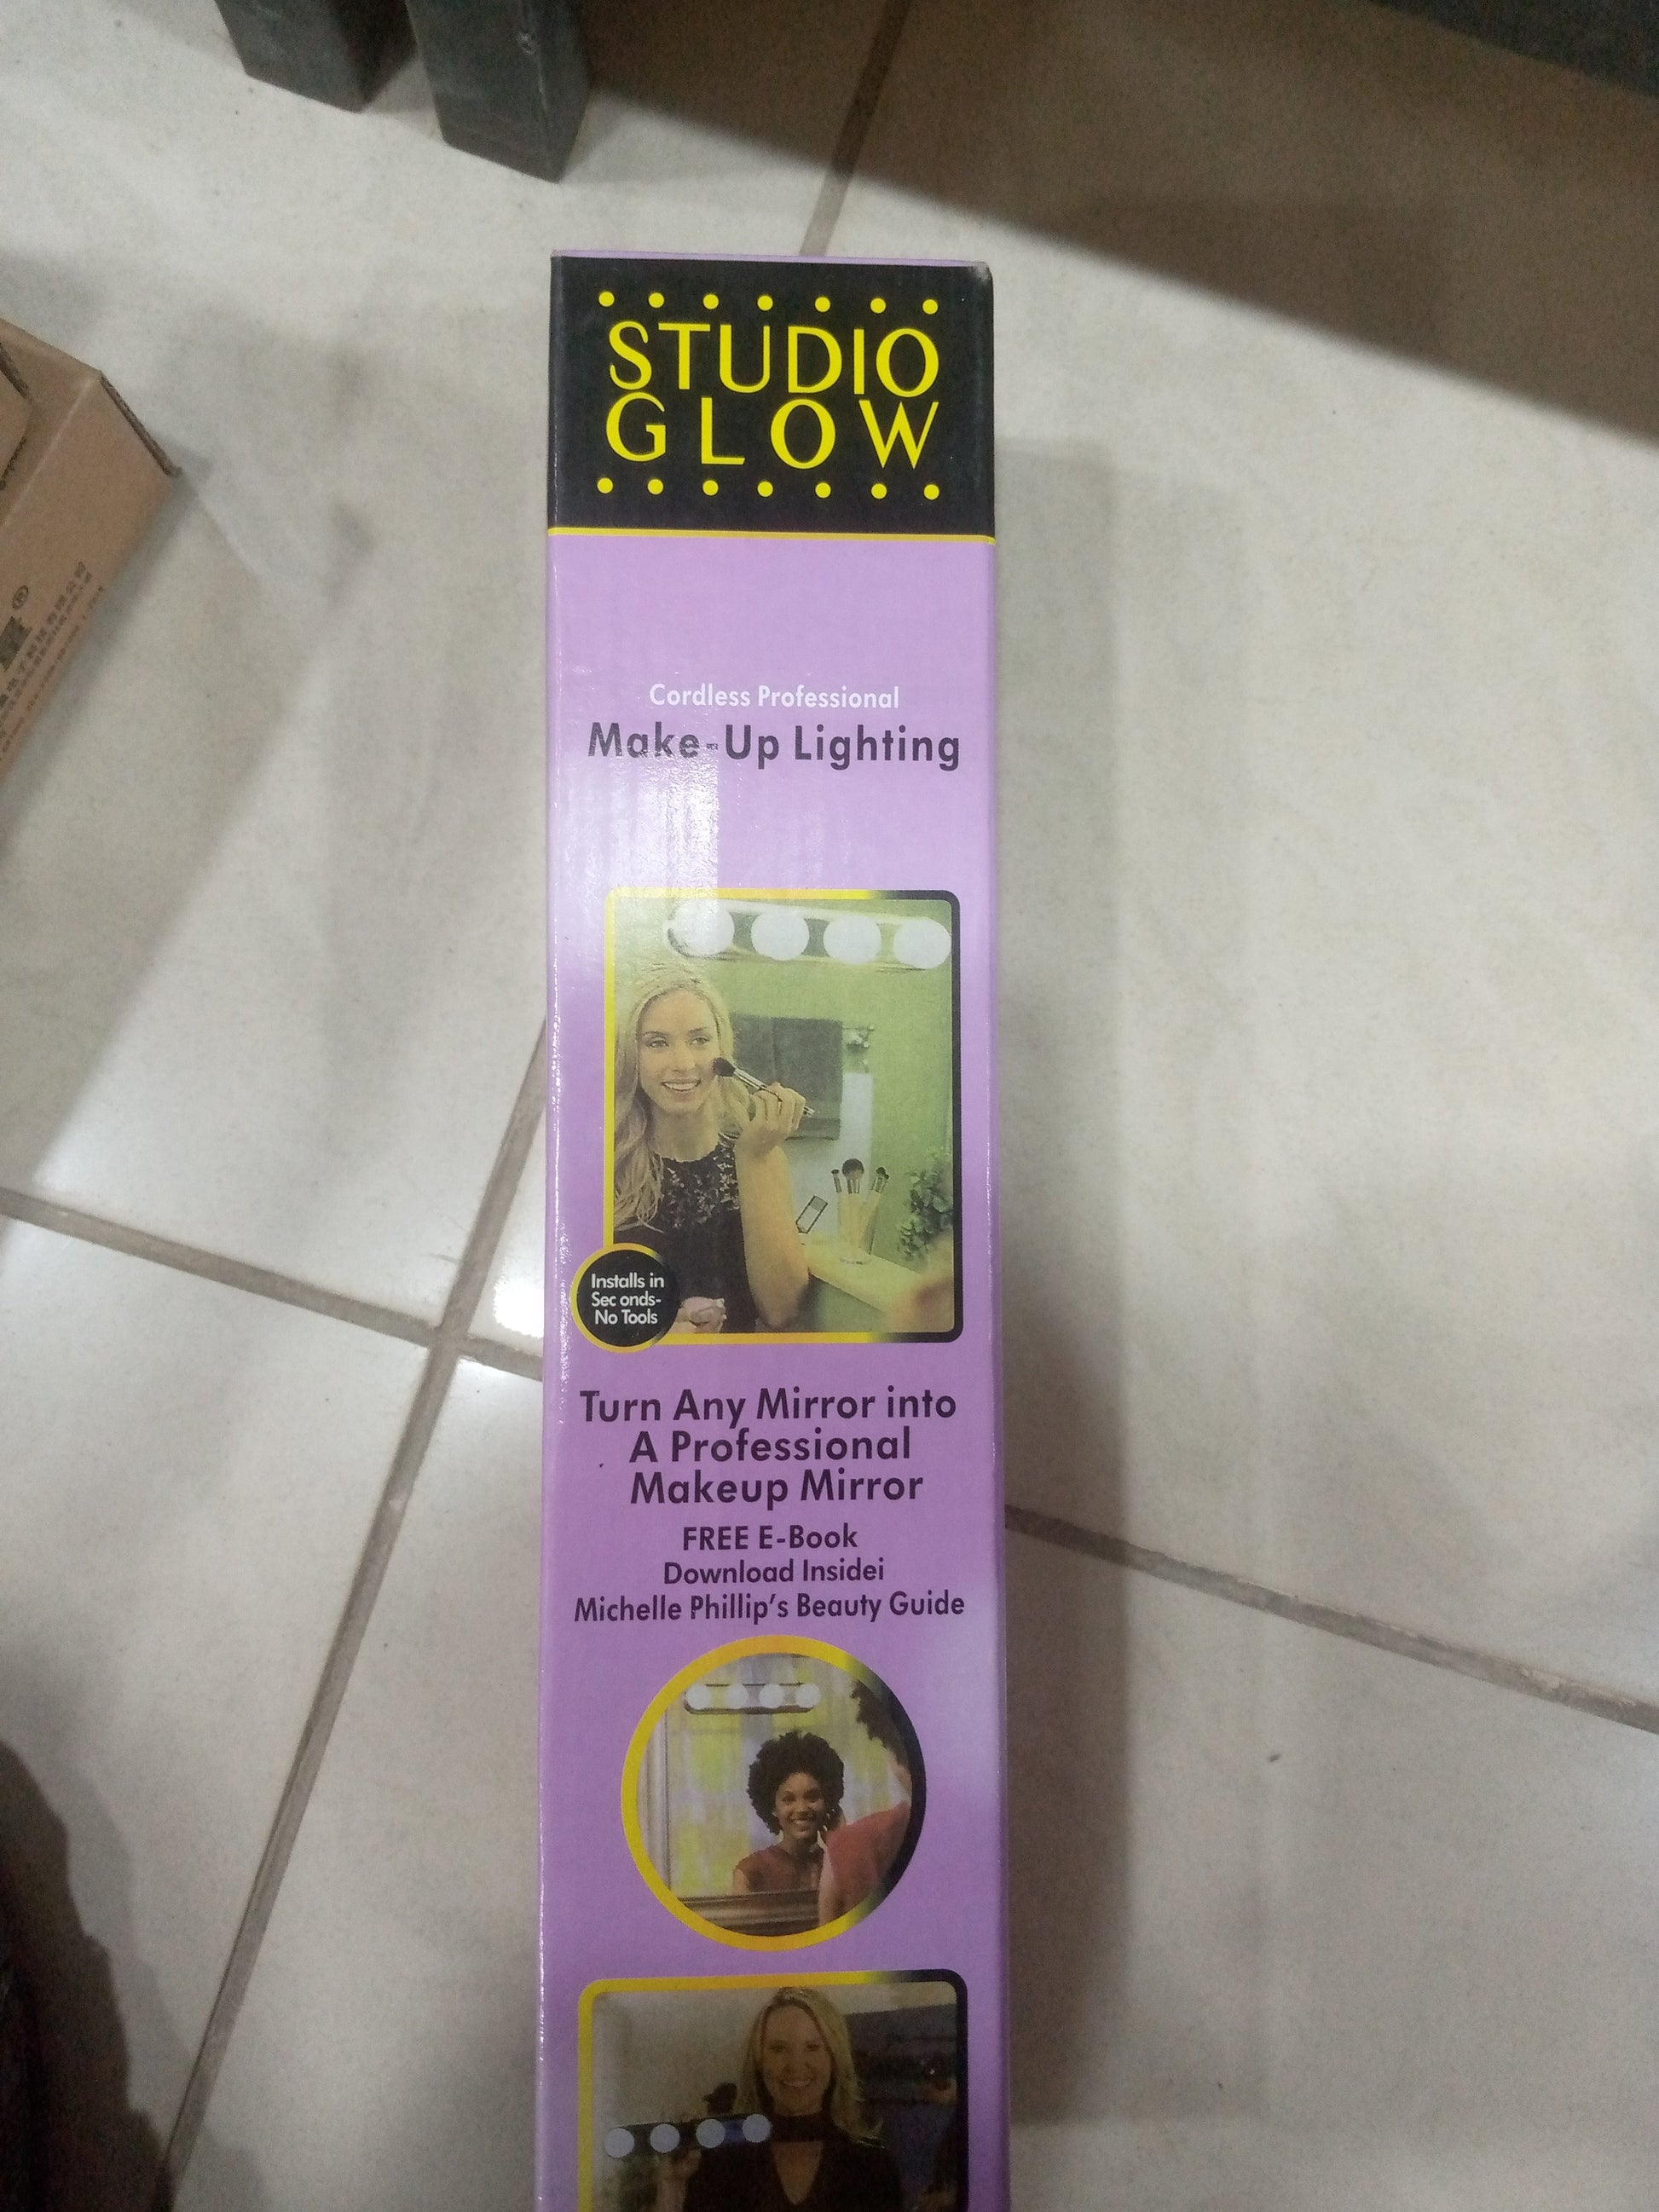 STUDIO
GLOW
Cordless Professional
Make-Up Lighting
Installs in
Sec onds-
No Tools
Turn Any Mirror into
A Professional
Makeup Mirror
FREE E-Book
Download Insidei
Michelle Phillip's Beauty Guide